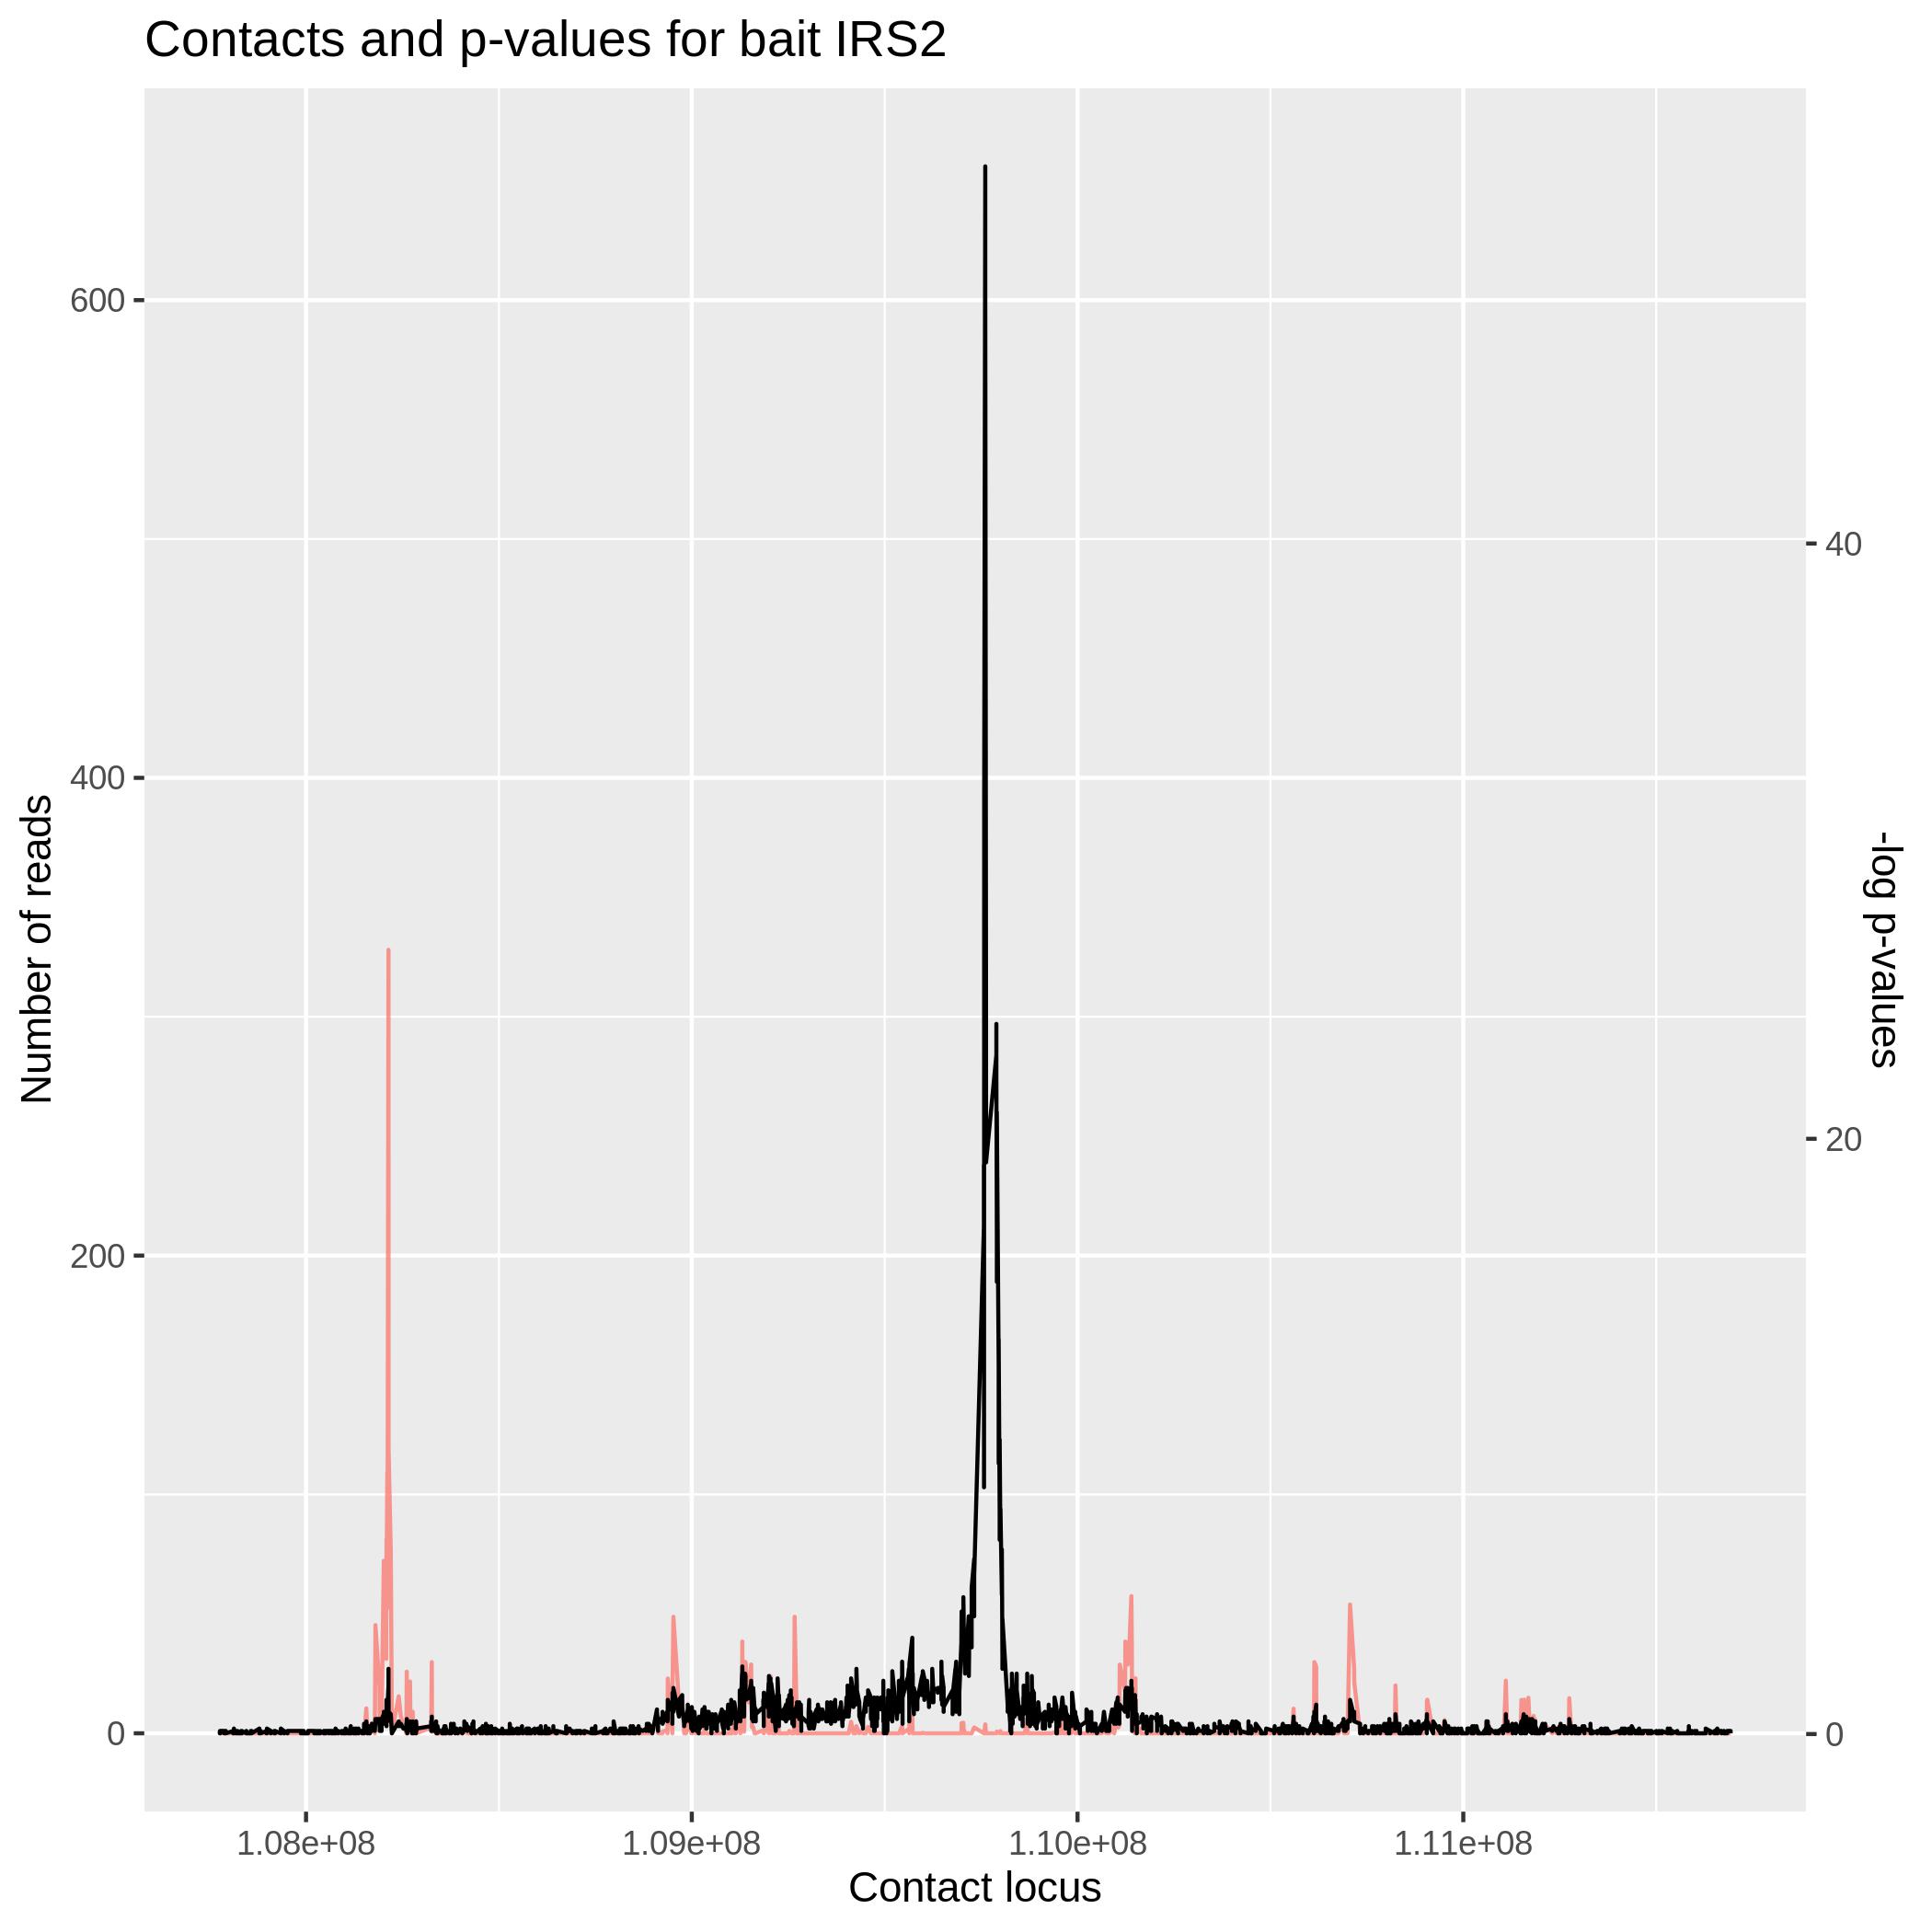 Contacts and p-values for bait IRS2
Number of reads
600
400
200
0
40
20
0
-log p-values
1.08e+08
1.09e+08
1.10e+08
1.11e+08
Contact locus